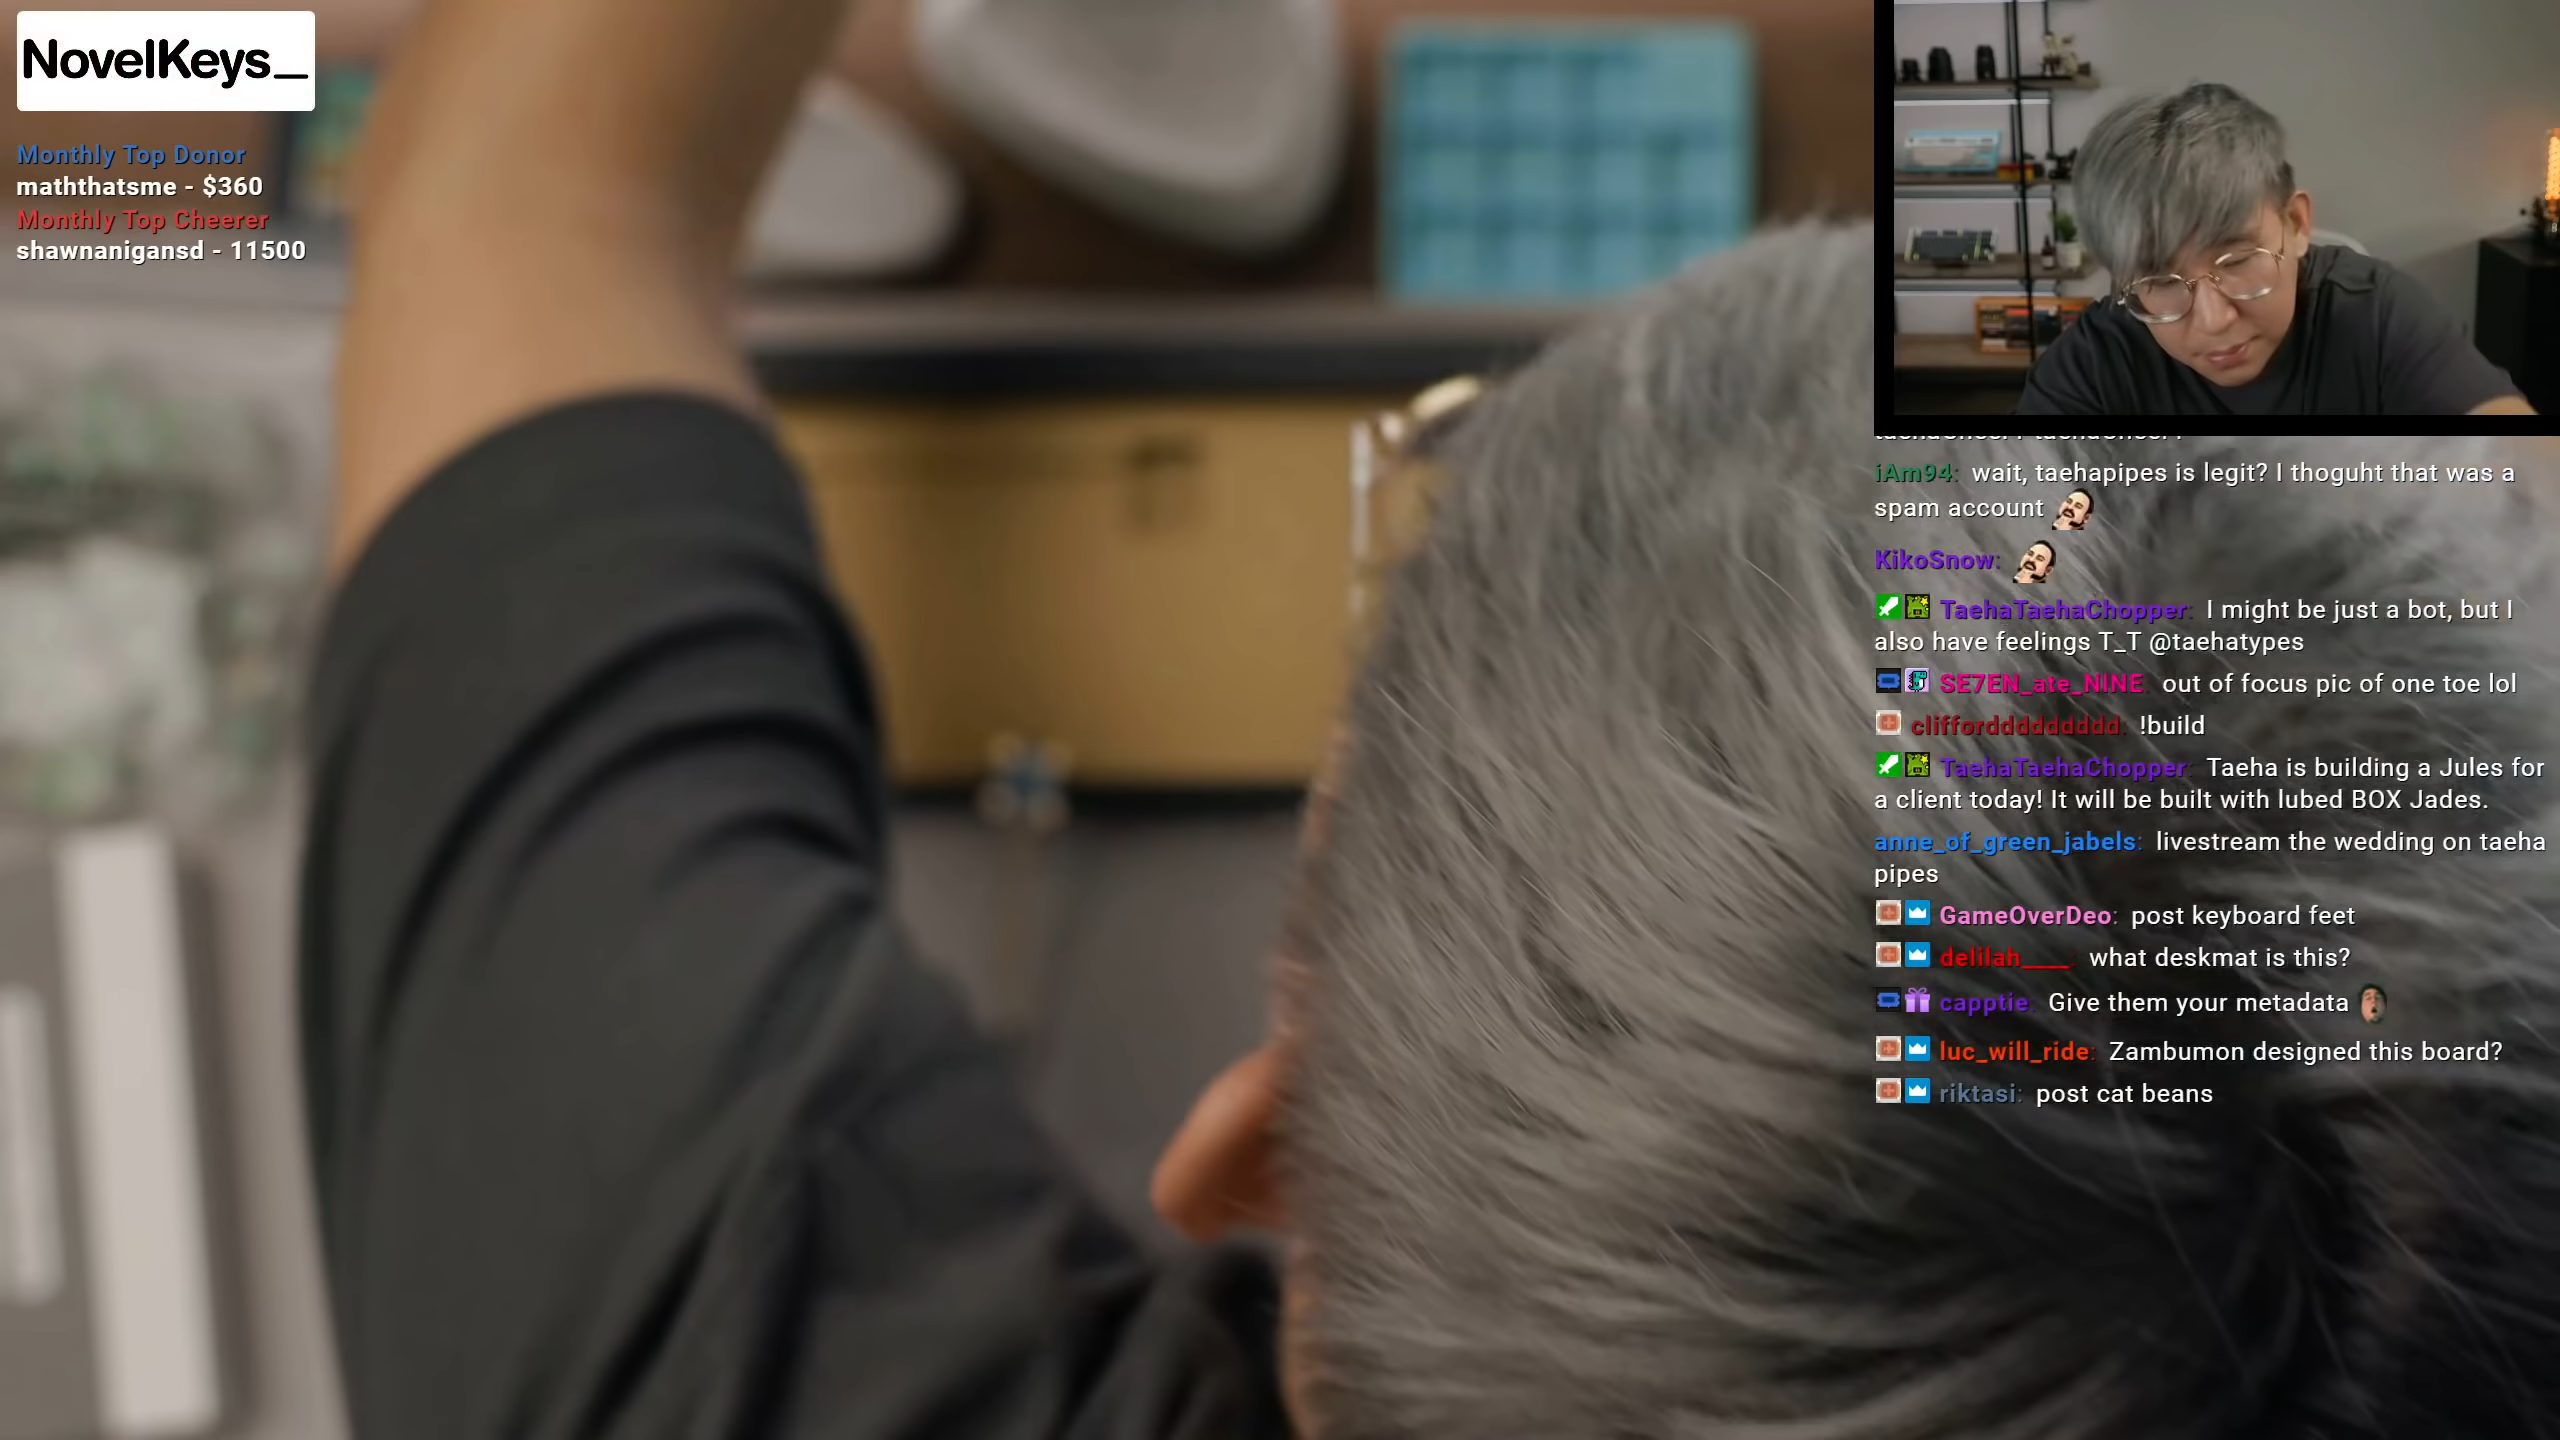 NovelKeys_
Monthly Top Donor
maththatsme - $360
Monthly Top Cheerer
shawnanigansd - 11500
iAm94: wait, taehapipes is legit? I thoguht that was a
spam account
KikoSnow:
TaehaTaehaChopper: I might be just a bot, but I
also have feelings T_T @taehatypes
SE7EN_ate_NINE: out of focus pic of one toe lol
clifforddddddddd: !build
TaehaTaehaChopper: Taeha is building a Jules for
a client today! It will be built with lubed BOX Jades.
anne_of_green_jabels: livestream the wedding on taeha
pipes
GameOverDeo: post keyboard feet
delilah____: what deskmat is this?
capptie: Give them your metadata
luc_will_ride: Zambumon designed this board?
riktasi: post cat beans